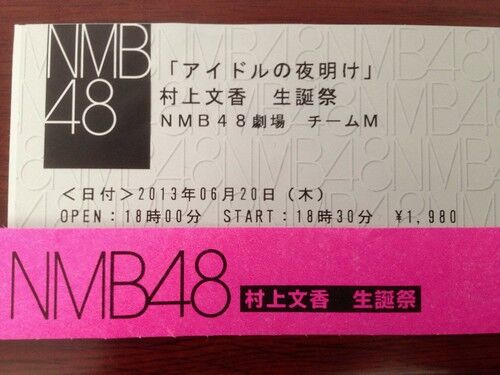 NMB
48
「アイドルの夜明け」
村上文香 生誕祭
NMB48劇場 チームM
<日付>2013年06月20日(木)
OPEN:18時00分 START:18時30分 ¥1,980
NMB48 村上文香 生誕祭